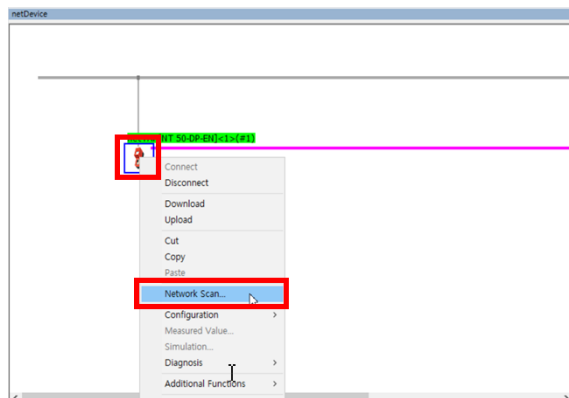 netDevice
NT 50-DP-EN]<1>(#1)
Connect
Disconnect
Download
Upload
Cut
Copy
Paste
Network Scan...
Configuration
Measured Value...
Simulation...
Diagnosis
Additional Functions